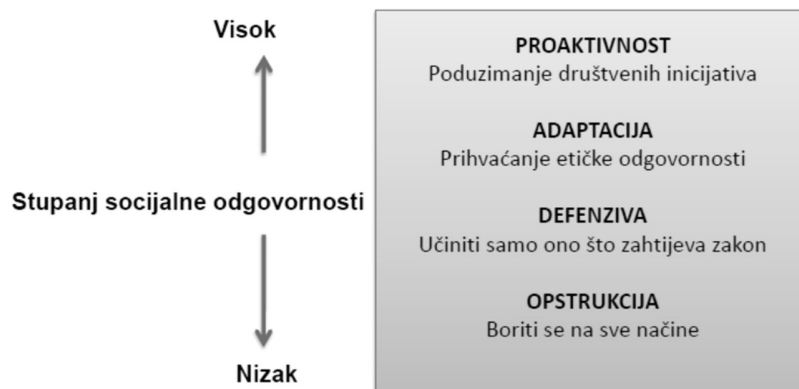 Visok
Stupanj socijalne odgovornosti
Nizak
PROAKTIVNOST
Poduzimanje društvenih inicijativa
ADAPTACIJA
Prihvaćanje etičke odgovornosti
DEFENZIVA
Učiniti samo ono što zahtijeva zakon
OPSTRUKCIJA
Boriti se na sve načine